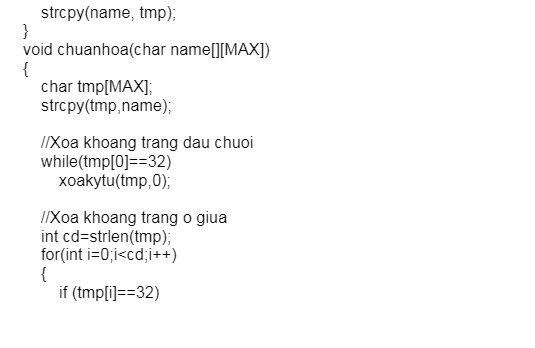 strcpy(name, tmp);
}
void chuanhoa(char name[][MAX])
{
char tmp[MAX];
strcpy(tmp,name);
//Xoa khoang trang dau chuoi
while(tmp[0]==32)
xoakytu(tmp,0);
//Xoa khoang trang o giua
int cd=strlen(tmp);
for(int i=0;i<cd;i++)
{
if (tmp[i]==32)